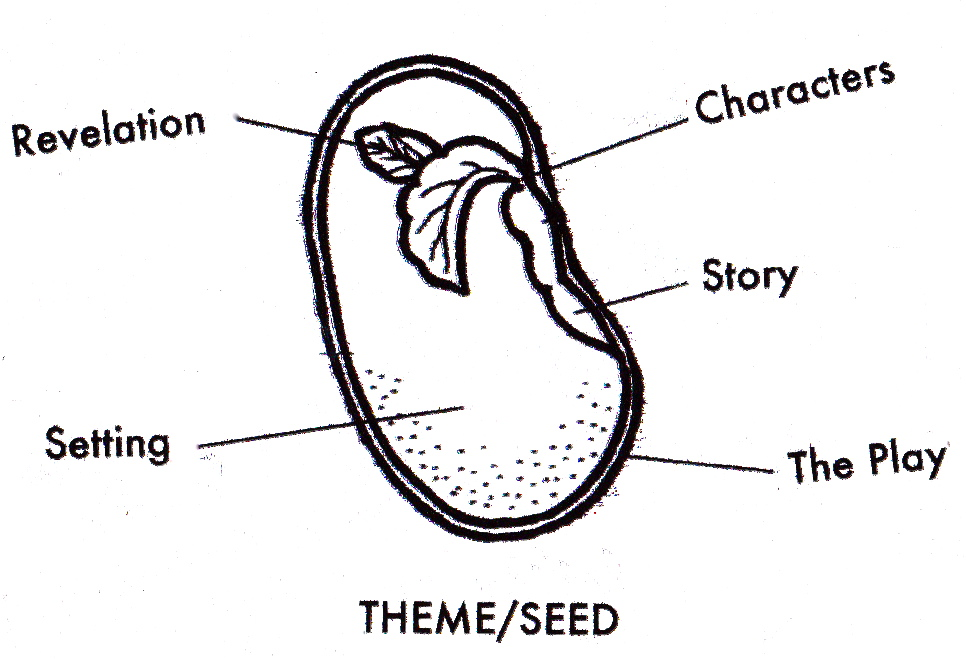 Revelation
Characters
Story
Setting
The Play
THEME/SEED